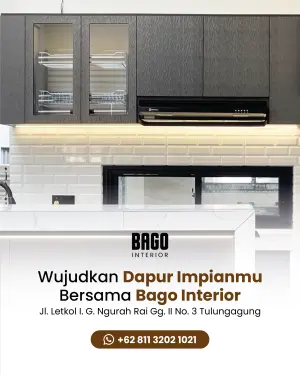 BAGO
INTERIOR
Wujudkan Dapur Impianmu
Bersama Bago Interior
Jl. Letkol I. G. Ngurah Rai Gg. II No. 3 Tulungagung
+62 811 3202 1021